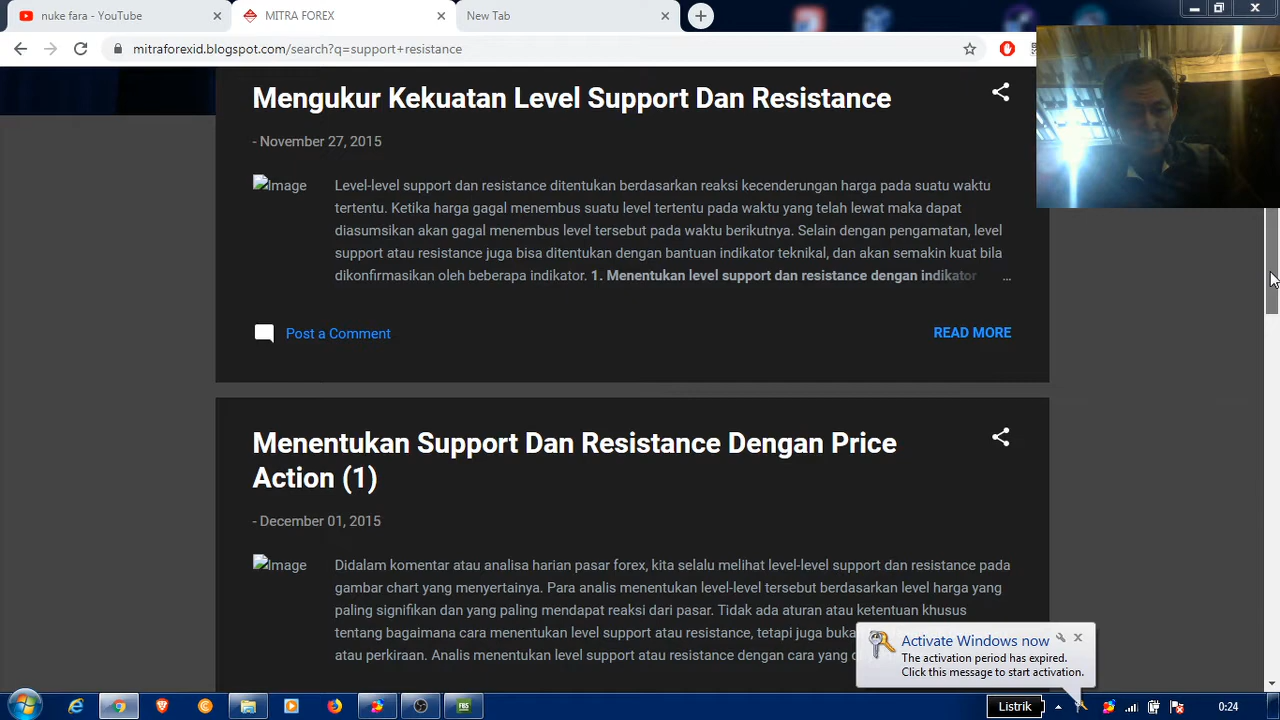 nuke fara - YouTube
MITRA FOREX
New Tab
mitraforexid.blogspot.com/search?q=support+resistance
Mengukur Kekuatan Level Support Dan Resistance
- November 27, 2015
Image
Level-level support dan resistance ditentukan berdasarkan reaksi kecenderungan harga pada suatu waktu
tertentu. Ketika harga gagal menembus suatu level tertentu pada waktu yang telah lewat maka dapat
diasumsikan akan gagal menembus level tersebut pada waktu berikutnya. Selain dengan pengamatan, level
support atau resistance juga bisa ditentukan dengan bantuan indikator teknikal, dan akan semakin kuat bila
dikonfirmasikan oleh beberapa indikator. 1. Menentukan level support dan resistance dengan indikator ...
Post a Comment
READ MORE
Menentukan Support Dan Resistance Dengan Price
Action (1)
- December 01, 2015
Image
Didalam komentar atau analisa harian pasar forex, kita selalu melihat level-level support dan resistance pada
gambar chart yang menyertainya. Para analis menentukan level-level tersebut berdasarkan level harga yang
paling signifikan dan yang paling mendapat reaksi dari pasar. Tidak ada aturan atau ketentuan khusus
tentang bagaimana cara menentukan level support atau resistance, tetapi juga buka
atau perkiraan. Analis menentukan level support atau resistance dengan cara yang
Activate Windows now
The activation period has expired.
Click this message to start activation.
FBS
Listrik
0:24